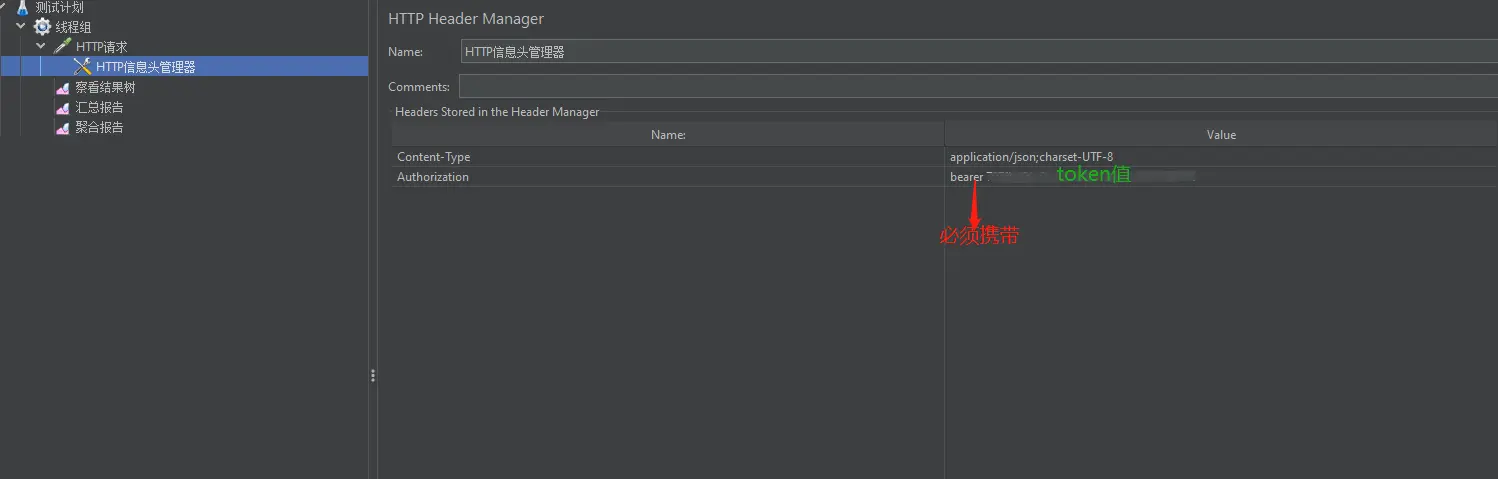 测试计划
线程组
HTTP请求
HTTP信息头管理器
察看结果树
汇总报告
聚合报告
HTTP Header Manager
Name: HTTP信息头管理器
Comments:
Headers Stored in the Header Manager
Name: Value
Content-Type application/json;charset-UTF-8
Authorization bearer token值
必须携带